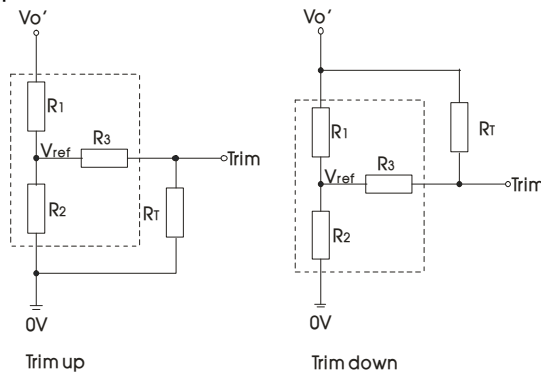 Vo'
R1
Vref
R3
Trim
R2
RT
0V
Trim up
Vo'
R1
RT
Vref
R3
Trim
R2
0V
Trim down